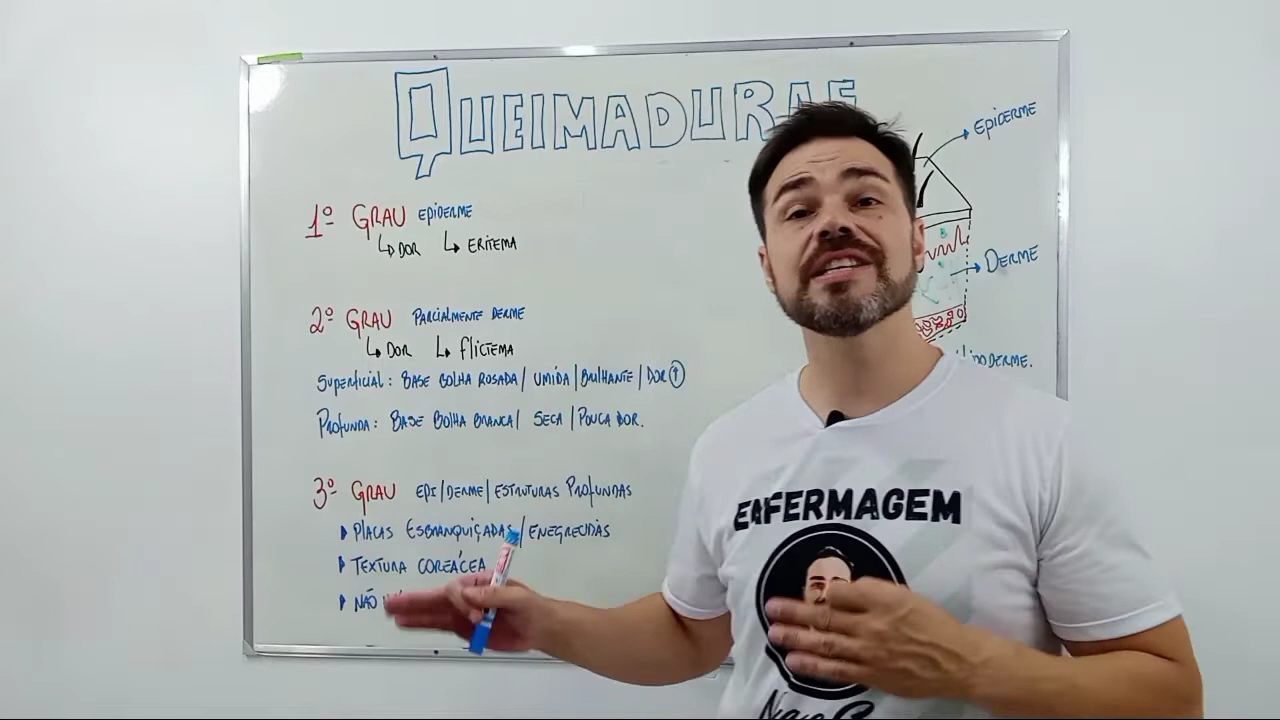 QUEIMADURAS
1º GRAU EPIDERME
↳ DOR ↳ ERITEMA
2º GRAU PARCIALMENTE DERME
↳ DOR ↳ FLICTEMA
SUPERFICIAL: BASE BOLHA ROSADA / UMIDA / BRILHANTE / DOR ↑
PROFUNDA: BASE BOLHA BRANCA / SECA / POUCA DOR.
3º GRAU EPI/DERME/ESTRUTURAS PROFUNDAS
PLACAS ESBRANQUIÇADAS / ENEGRECIDAS
TEXTURA COREÁCEA
NÃO
EPIDERME
DERME
ENFERMAGEM